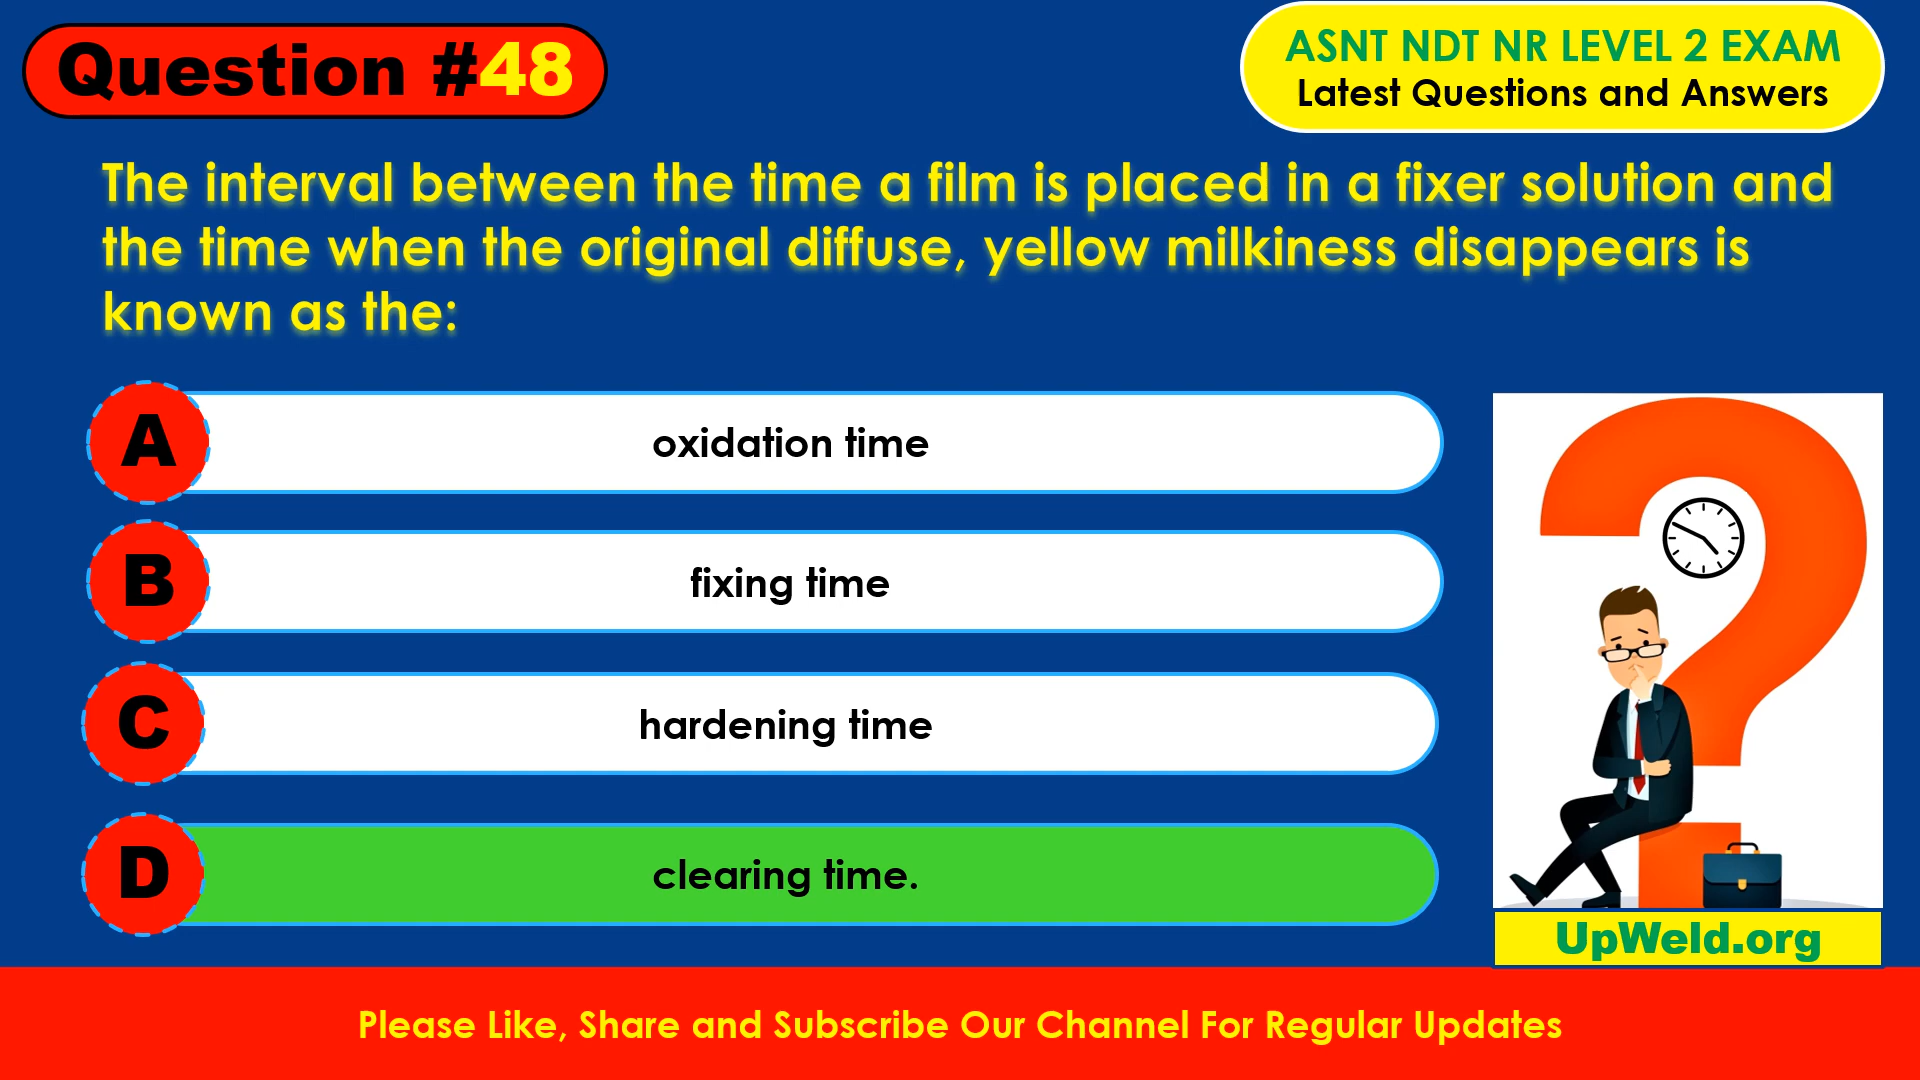 Question #48
ASNT NDT NR LEVEL 2 EXAM
Latest Questions and Answers
The interval between the time a film is placed in a fixer solution and
the time when the original diffuse, yellow milkiness disappears is
known as the:
A
oxidation time
B
fixing time
C
hardening time
D
clearing time.
UpWeld.org
Please Like, Share and Subscribe Our Channel For Regular Updates